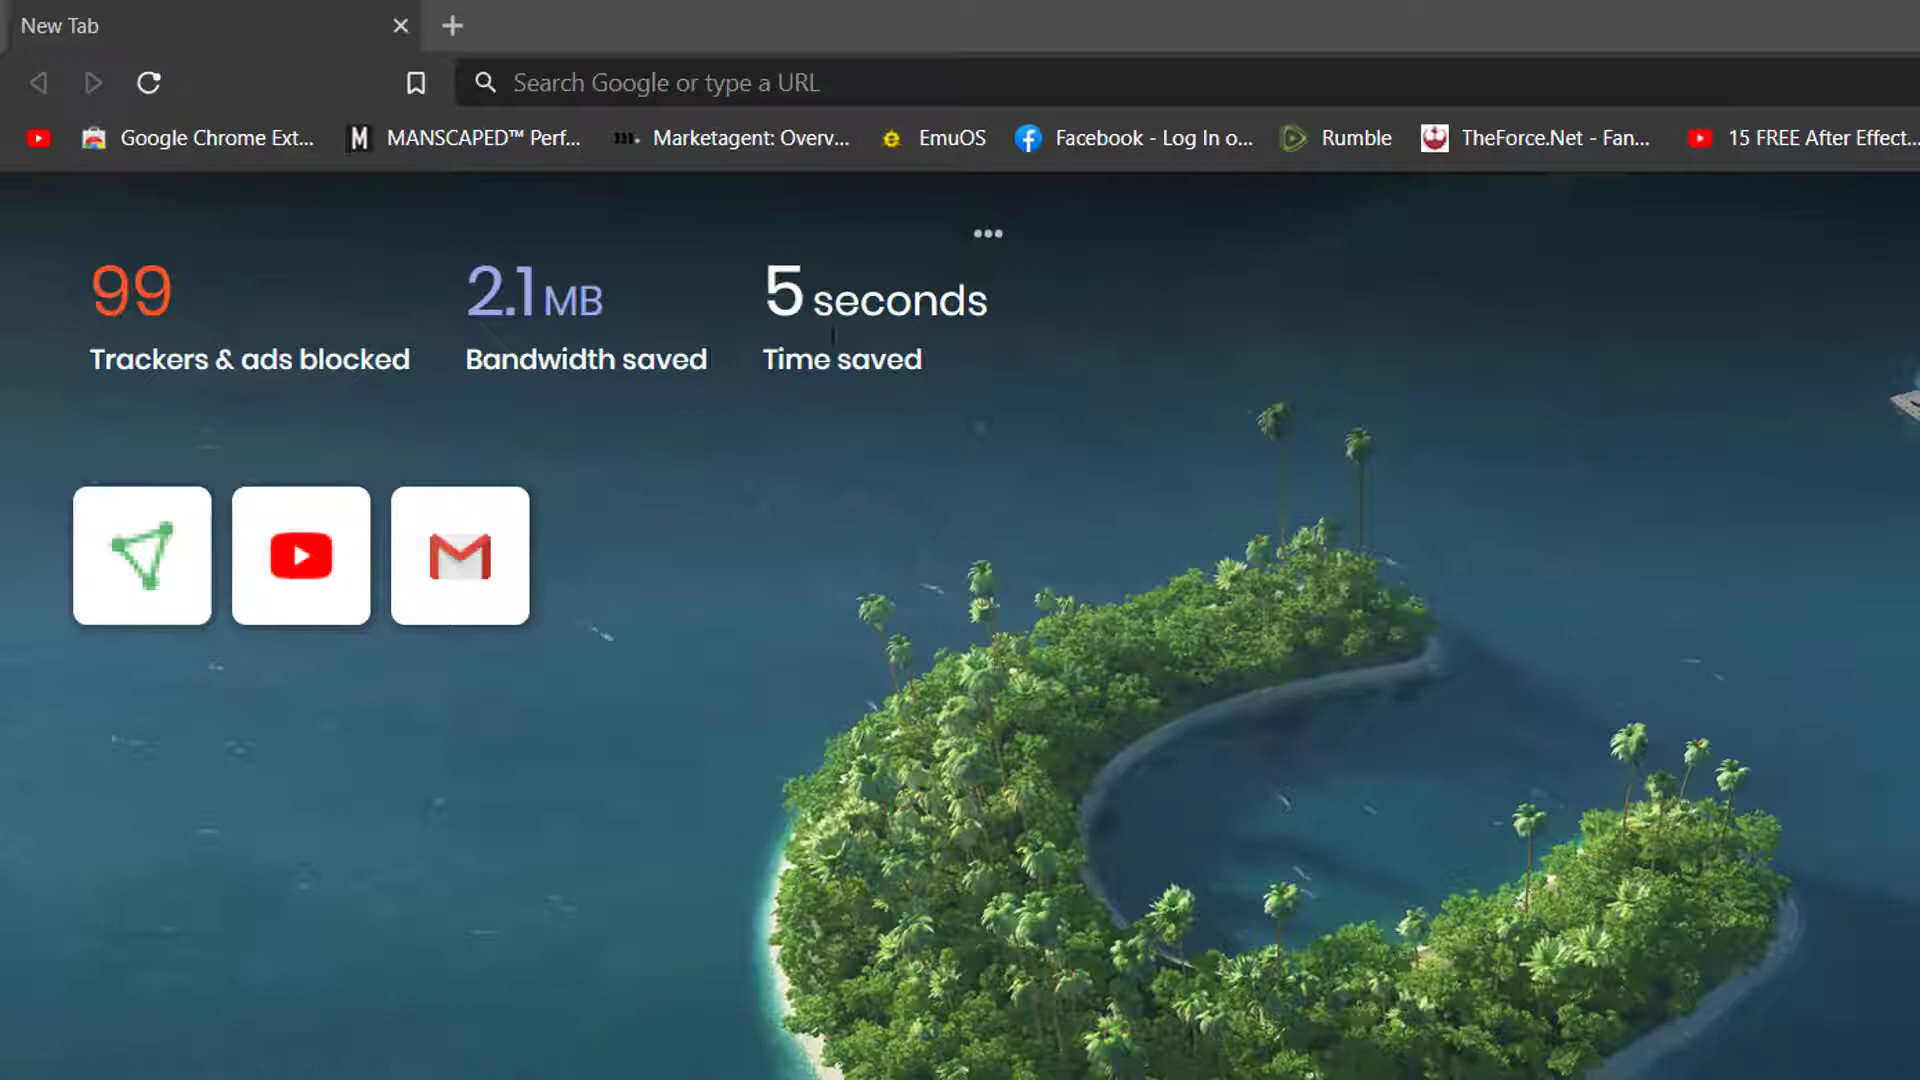 New Tab
Search Google or type a URL
Google Chrome Ext... M MANSCAPED™ Perf... m. Marketagent: Overv... e EmuOS Facebook - Log In o... Rumble TheForce.Net - Fan... 15 FREE After Effect...
99 2.1 MB 5 seconds
Trackers & ads blocked Bandwidth saved Time saved